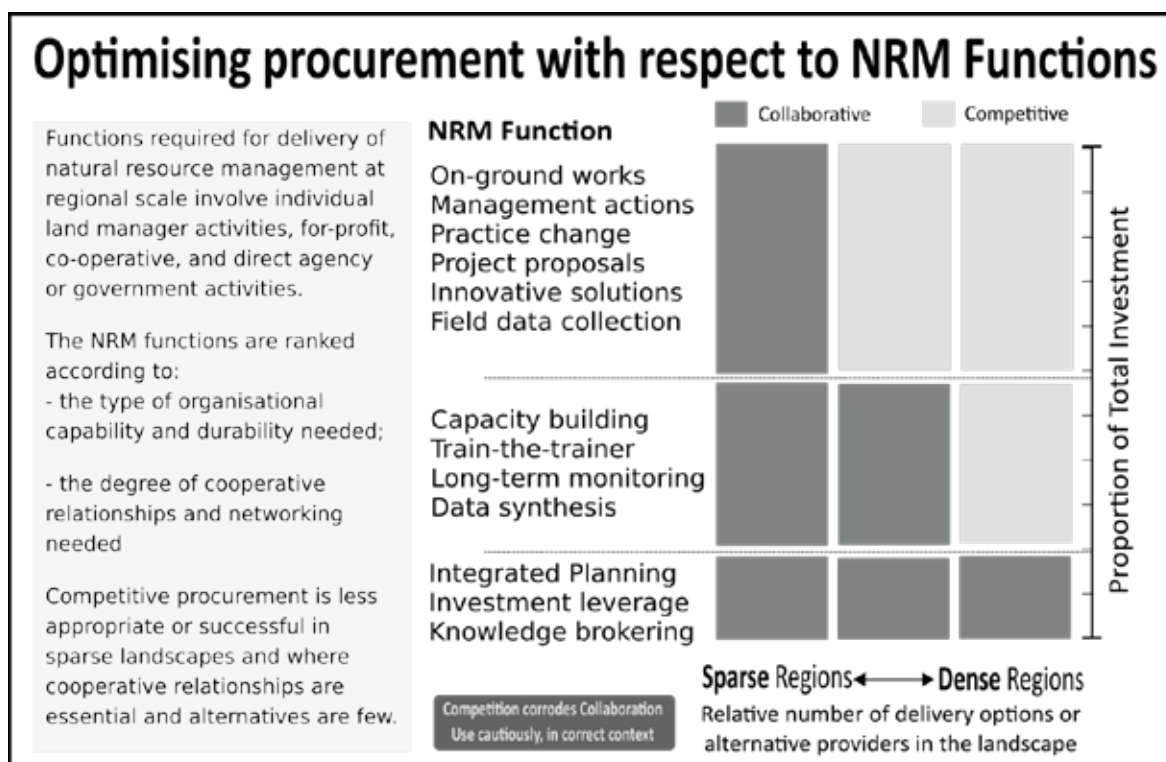 Optimising procurement with respect to NRM Functions
Functions required for delivery of
natural resource management at
regional scale involve individual
land manager activities, for-profit,
co-operative, and direct agency
or government activities.
The NRM functions are ranked
according to:
- the type of organisational
capability and durability needed;
- the degree of cooperative
relationships and networking
needed
Competitive procurement is less
appropriate or successful in
sparse landscapes and where
cooperative relationships are
essential and alternatives are few.
Collaborative
Competitive
NRM Function
On-ground works
Management actions
Practice change
Project proposals
Innovative solutions
Field data collection
Capacity building
Train-the-trainer
Long-term monitoring
Data synthesis
Integrated Planning
Investment leverage
Knowledge brokering
Proportion of Total Investment
Competition corrodes Collaboration
Use cautiously, in correct context
Sparse Regions Dense Regions
Relative number of delivery options or
alternative providers in the landscape